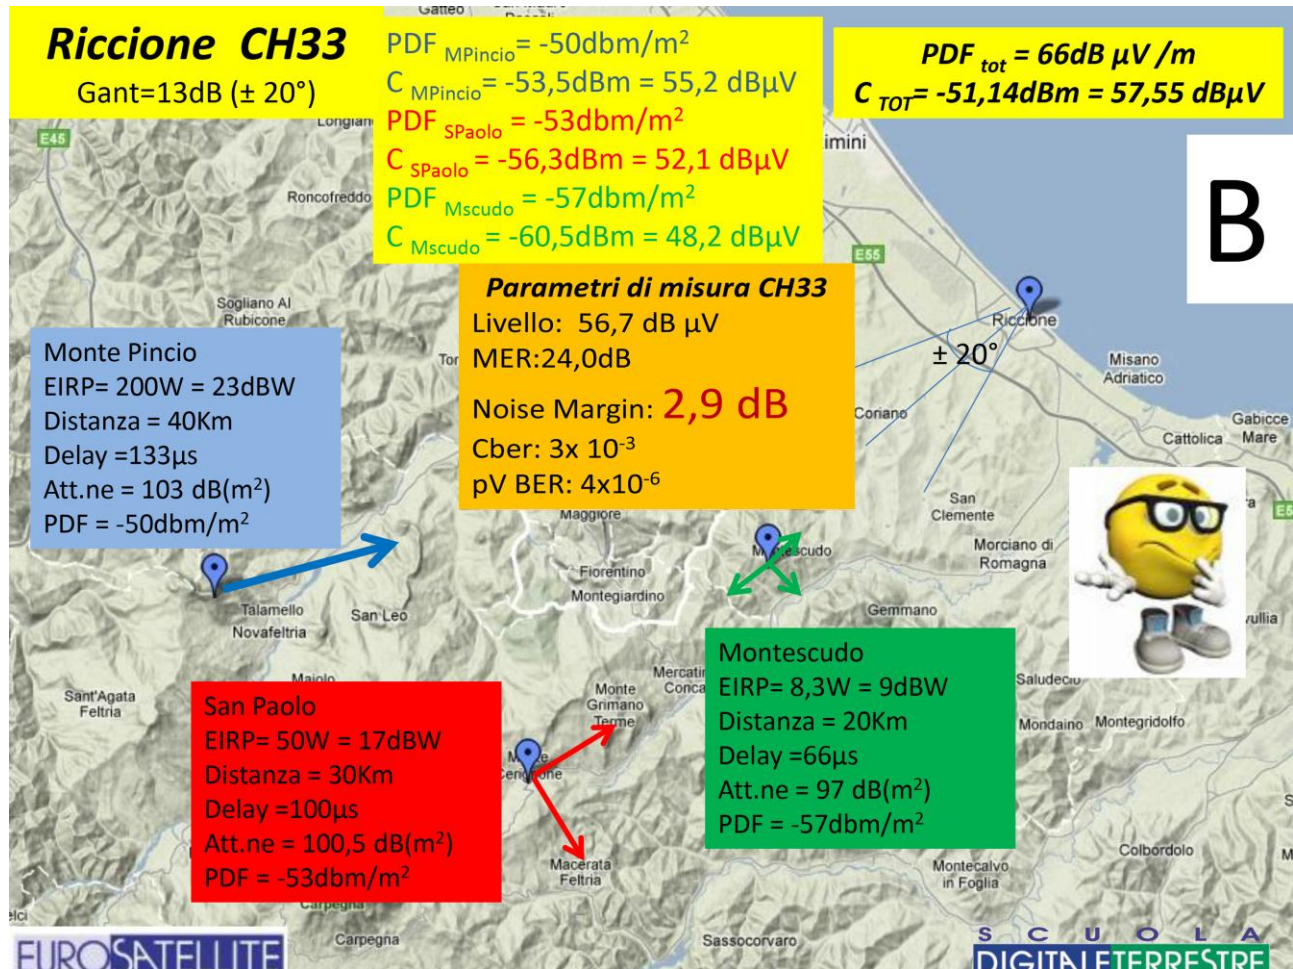 Riccione CH33
Gant=13dB (± 20°)
PDF MPincio= -50dbm/m²
C MPincio= -53,5dBm = 55,2 dBµV
PDF SPaolo = -53dbm/m²
C SPaolo = -56,3dBm = 52,1 dBµV
PDF Mscudo = -57dbm/m²
C Mscudo = -60,5dBm = 48,2 dBµV
PDF tot = 66dB µV /m
C TOT= -51,14dBm = 57,55 dBµV
B
Parametri di misura CH33
Livello: 56,7 dB µV
MER:24,0dB
Noise Margin: 2,9 dB
Cber: 3x 10⁻³
pV BER: 4x10⁻⁶
Monte Pincio
EIRP= 200W = 23dBW
Distanza = 40Km
Delay =133µs
Att.ne = 103 dB(m²)
PDF = -50dbm/m²
San Paolo
EIRP= 50W = 17dBW
Distanza = 30Km
Delay =100µs
Att.ne = 100,5 dB(m²)
PDF = -53dbm/m²
Montescudo
EIRP= 8,3W = 9dBW
Distanza = 20Km
Delay =66µs
Att.ne = 97 dB(m²)
PDF = -57dbm/m²
± 20°
Gatteo
E45
Roncofreddo
Sogliano Al
Rubicone
E55
Riccione
Misano
Adriatico
Coriano
Gabicce
Cattolica Mare
San
Clemente
Morciano di
Romagna
Maggiore
Fiorentino
Montegiardino
Gemmano
Talamello
San Leo
Novafeltria
Sant'Agata
Feltria
Maiolo
Monte
Grimano
Terme
Saludecio
Mondaino
Montegridolfo
Macerata
Feltria
Colbordolo
Montecalvo
in Foglia
Carpegna
Carpegna
Sassocorvaro
EUROSATELLITE
SCUOLA
DIGITALE TERRESTRE